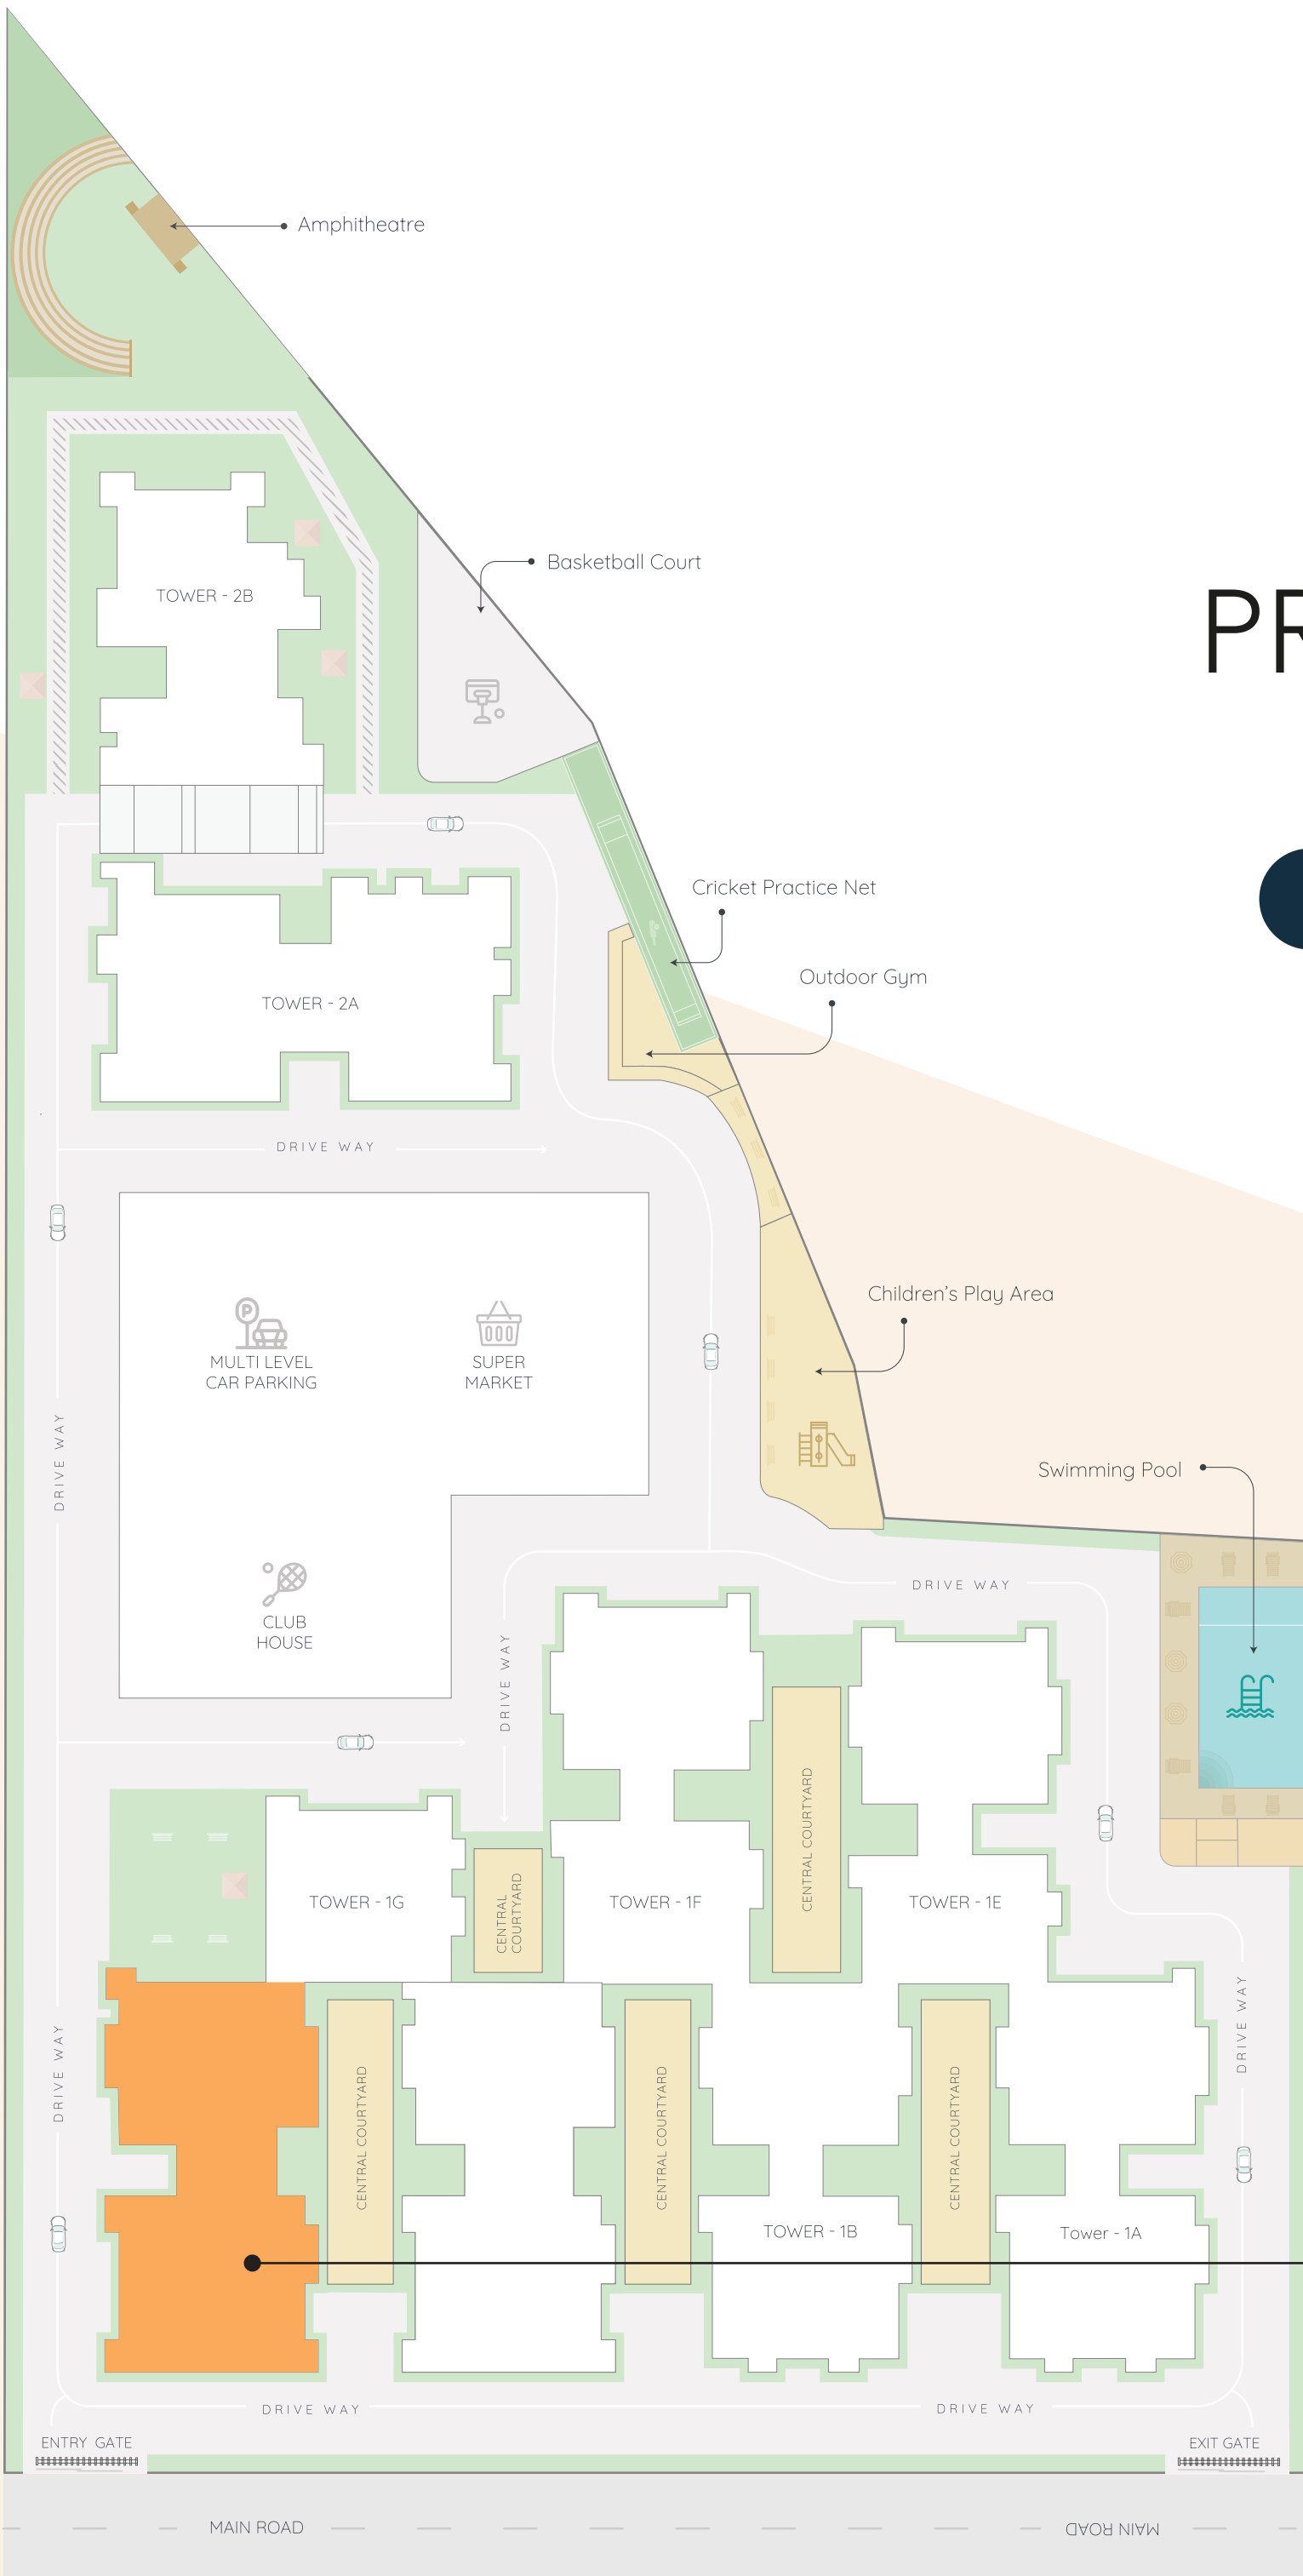 Amphitheatre
Basketball Court
PR
TOWER - 2B
Cricket Practice Net
Outdoor Gym
TOWER - 2A
DRIVE WAY
Children's Play Area
P
MULTI LEVEL
CAR PARKING
SUPER
MARKET
DRIVE WAY
Swimming Pool
DRIVE WAY
CLUB
HOUSE
DRIVE WAY
CENTRAL COURTYARD
TOWER - 1G
CENTRAL
COURTYARD
TOWER - 1F
TOWER - 1E
DRIVE WAY
DRIVE WAY
CENTRAL COURTYARD
CENTRAL COURTYARD
CENTRAL COURTYARD
TOWER - 1B
Tower - 1A
DRIVE WAY
DRIVE WAY
ENTRY GATE
EXIT GATE
MAIN ROAD
MAIN ROAD